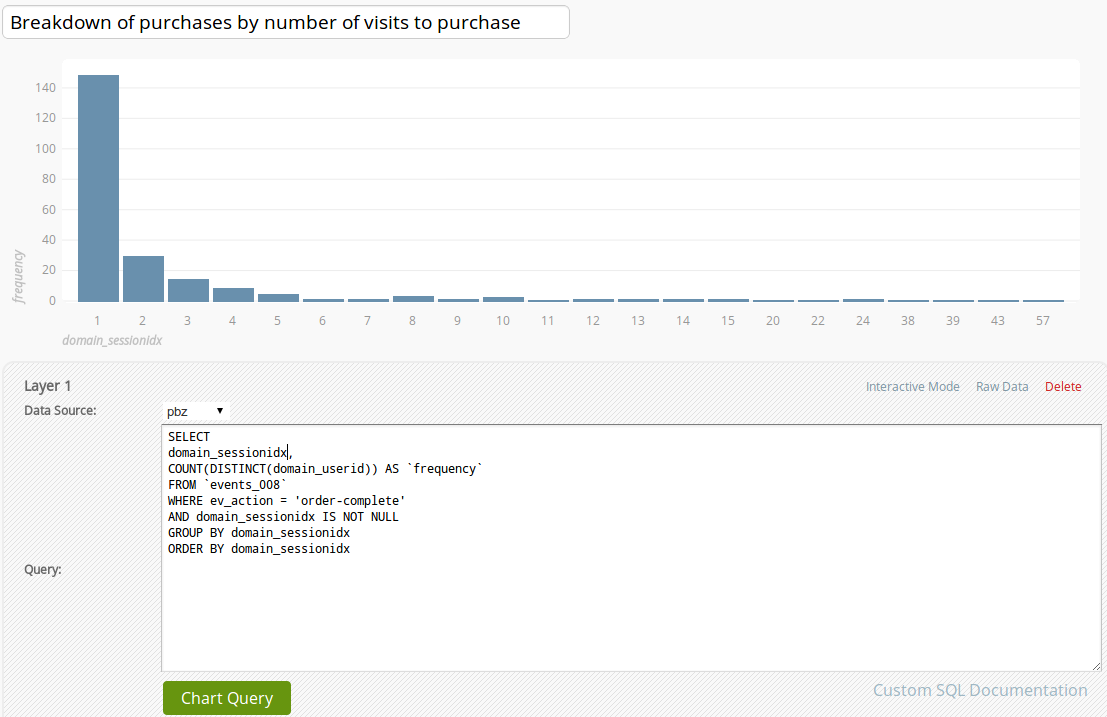 Breakdown of purchases by number of visits to purchase
140
120
100
80
60
40
20
0
frequency
1 2 3 4 5 6 7 8 9 10 11 12 13 14 15 20 22 24 38 39 43 57
domain_sessionidx
Layer 1
Interactive Mode Raw Data Delete
Data Source: pbz
SELECT
domain_sessionidx,
COUNT(DISTINCT(domain_userid)) AS `frequency`
FROM `events_008`
WHERE ev_action = 'order-complete'
AND domain_sessionidx IS NOT NULL
GROUP BY domain_sessionidx
ORDER BY domain_sessionidx
Query:
Chart Query
Custom SQL Documentation